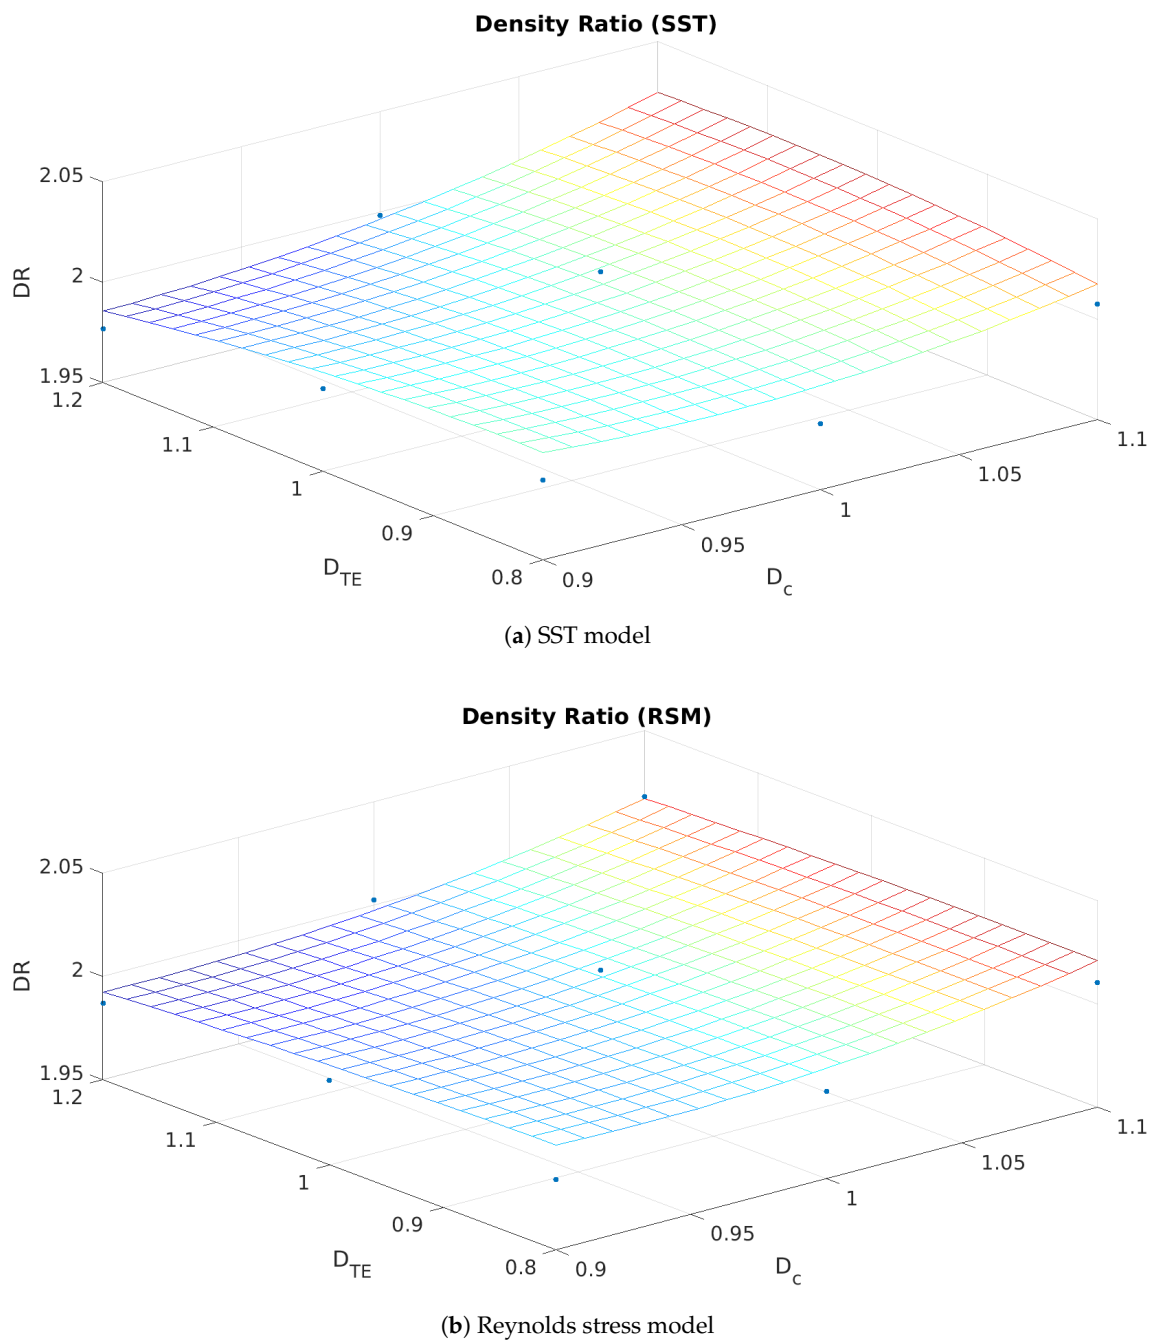 Density Ratio (SST)
2.05
2
1.95
DR
1.2
1.1
1
0.9
0.8
D_TE
0.9
0.95
1
1.05
1.1
D_c
(a) SST model
Density Ratio (RSM)
2.05
2
1.95
DR
1.2
1.1
1
0.9
0.8
D_TE
0.9
0.95
1
1.05
1.1
D_c
(b) Reynolds stress model